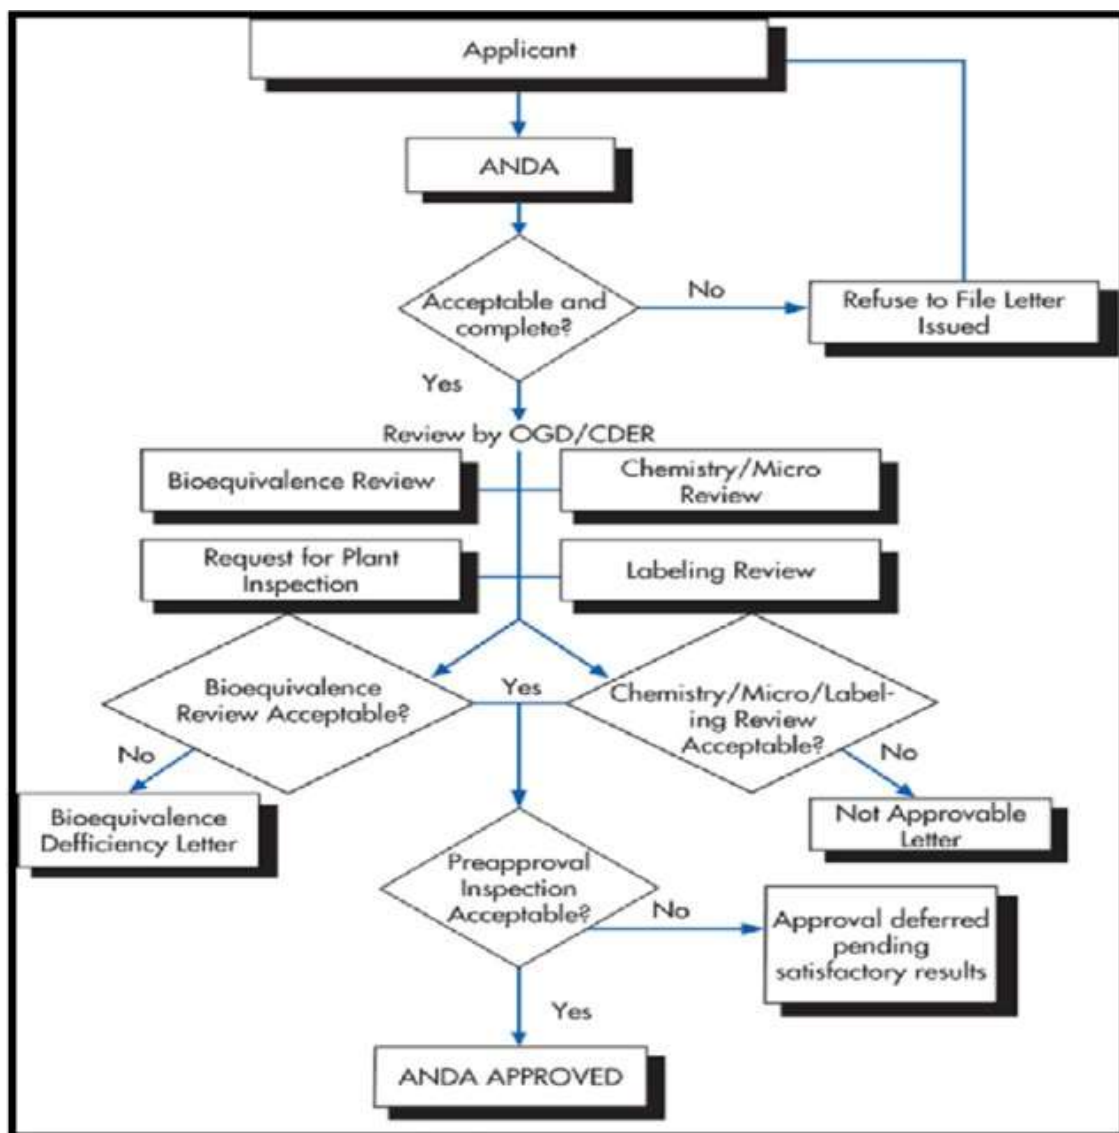 Applicant
ANDA
Acceptable and
complete?
No
Refuse to File Letter
Issued
Yes
Review by OGD/CDER
Bioequivalence Review
Chemistry/Micro
Review
Request for Plant
Inspection
Labeling Review
Bioequivalence
Review Acceptable?
Yes
Chemistry/Micro/Label-
ing Review
Acceptable?
No
No
Bioequivalence
Defficiency Letter
Not Approvable
Letter
Preapproval
Inspection
Acceptable?
No
Approval deferred
pending
satisfactory results
Yes
ANDA APPROVED